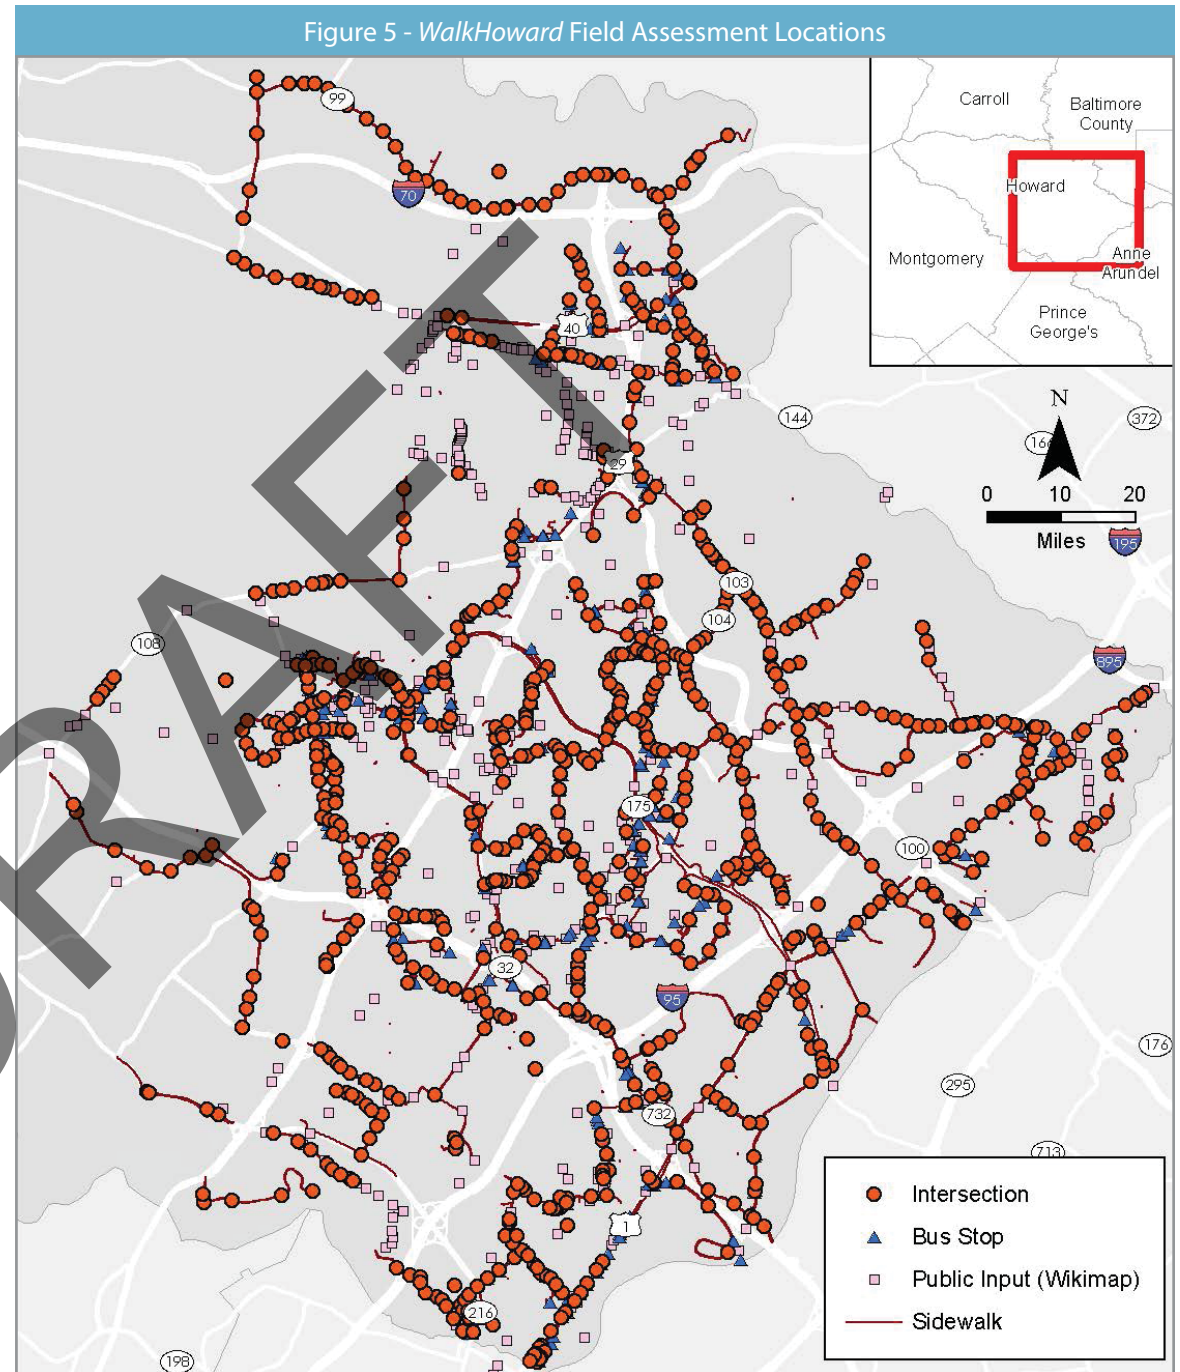 Figure 5 - WalkHoward Field Assessment Locations
Carroll
Baltimore
County
Howard
Montgomery
Anne
Arundel
Prince
George's
99
70
40
144
372
29
N
0 10 20
Miles
195
103
104
108
895
175
100
32
95
176
295
732
713
1
216
198
DRAFT
Intersection
Bus Stop
Public Input (Wikimap)
Sidewalk